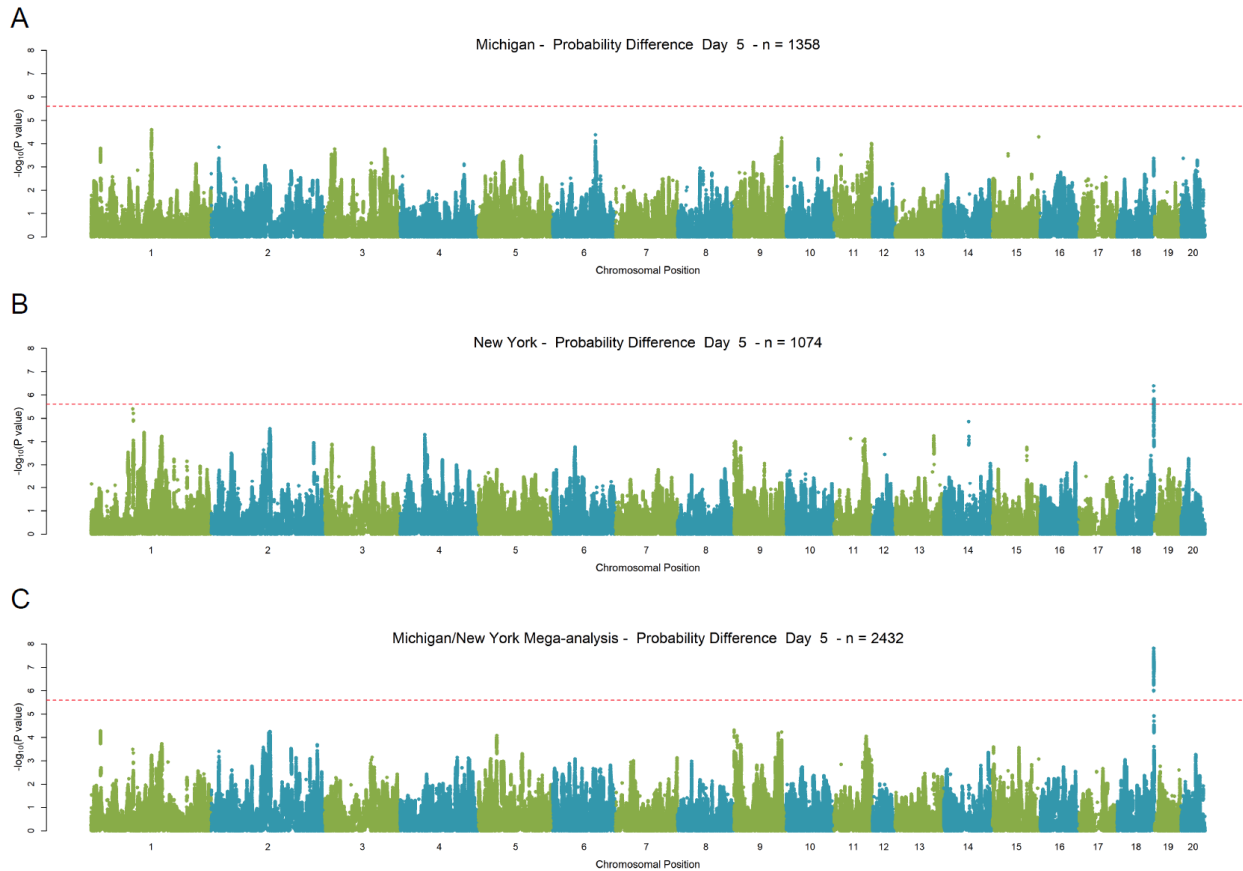 A
Michigan - Probability Difference Day 5 - n = 1358
8
7
6
5
4
3
2
1
0
-log10(P value)
1 2 3 4 5 6 7 8 9 10 11 12 13 14 15 16 17 18 19 20
Chromosomal Position
B
New York - Probability Difference Day 5 - n = 1074
8
7
6
5
4
3
2
1
0
-log10(P value)
1 2 3 4 5 6 7 8 9 10 11 12 13 14 15 16 17 18 19 20
Chromosomal Position
C
Michigan/New York Mega-analysis - Probability Difference Day 5 - n = 2432
8
7
6
5
4
3
2
1
0
-log10(P value)
1 2 3 4 5 6 7 8 9 10 11 12 13 14 15 16 17 18 19 20
Chromosomal Position